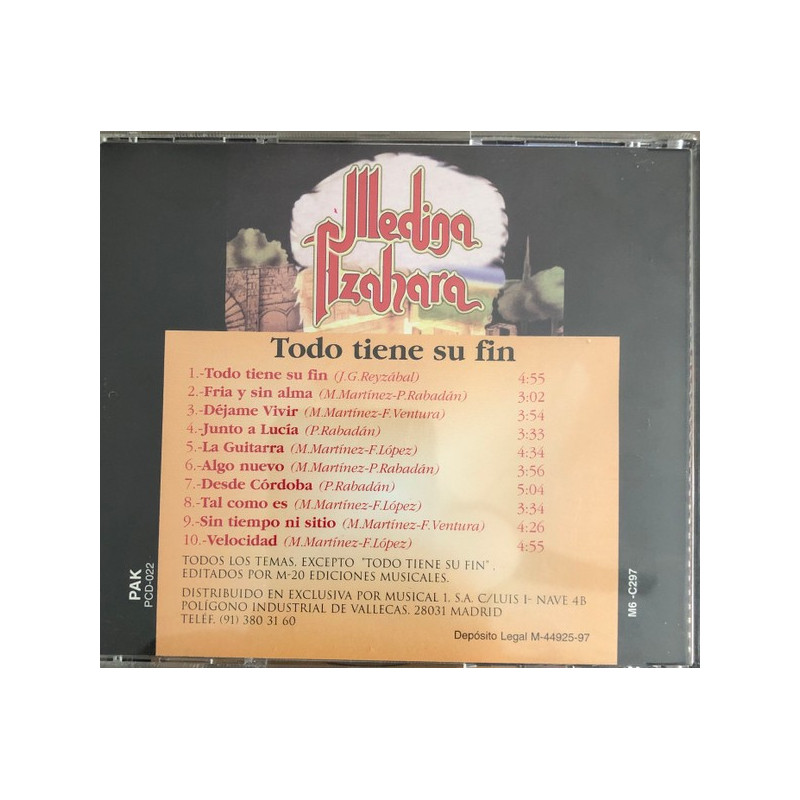 Medina
Azahara
Todo tiene su fin
1.-Todo tiene su fin (J.G.Reyzábal) 4:55
2.-Fria y sin alma (M.Martínez-P.Rabadán) 3:02
3.-Déjame Vivir (M.Martínez-F.Ventura) 3:54
4.-Junto a Lucía (P.Rabadán) 3:33
5.-La Guitarra (M.Martínez-F.López) 4:34
6.-Algo nuevo (M.Martínez-P.Rabadán) 3:56
7.-Desde Córdoba (P.Rabadán) 5:04
8.-Tal como es (M.Martínez-F.López) 3:34
9.-Sin tiempo ni sitio (M.Martínez-F.Ventura) 4:26
10.-Velocidad (M.Martínez-F.López) 4:55
TODOS LOS TEMAS, EXCEPTO "TODO TIENE SU FIN" ,
EDITADOS POR M-20 EDICIONES MUSICALES.
DISTRIBUIDO EN EXCLUSIVA POR MUSICAL 1, S.A. C/LUIS I- NAVE 4B
POLÍGONO INDUSTRIAL DE VALLECAS, 28031 MADRID
TELÉF. (91) 380 31 60
Depósito Legal M-44925-97
PAK
PCD-022
M6 -C297